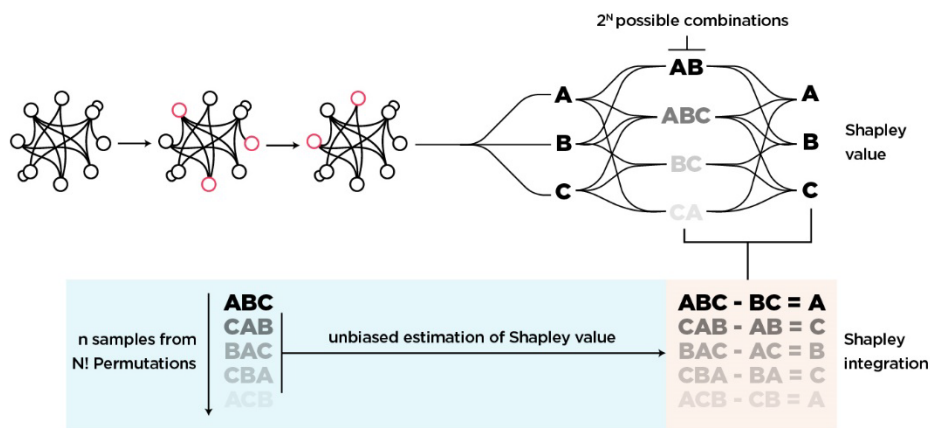 2ᴺ possible combinations
AB
A
A
ABC
B
B
Shapley
value
BC
C
C
CA
n samples from
N! Permutations
ABC
CAB
BAC
CBA
ACB
unbiased estimation of Shapley value
ABC - BC = A
CAB - AB = C
BAC - AC = B
CBA - BA = C
ACB - CB = A
Shapley
integration